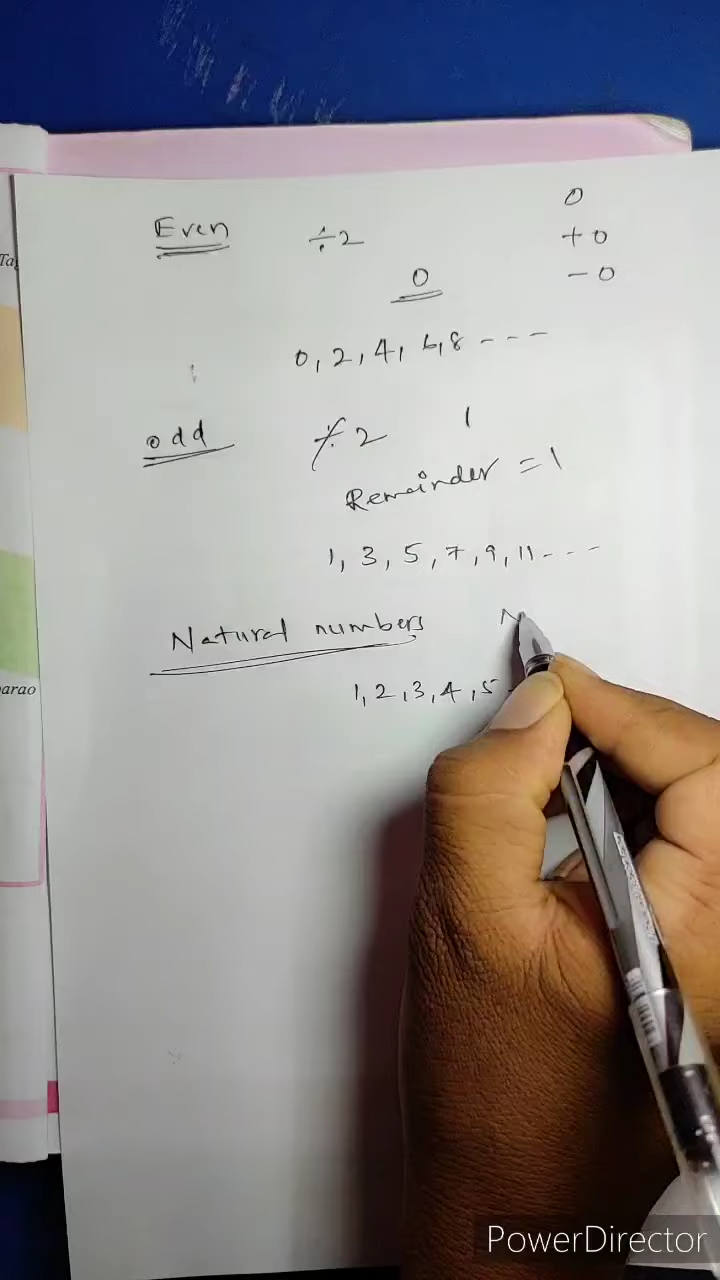 0
Even ÷2 +0
0 -0
0, 2, 4, 6, 8 - - -
odd ÷2 1
Remainder = 1
1, 3, 5, 7, 9, 11 - - -
Natural numbers N
1, 2, 3, 4, 5 -
arao
PowerDirector